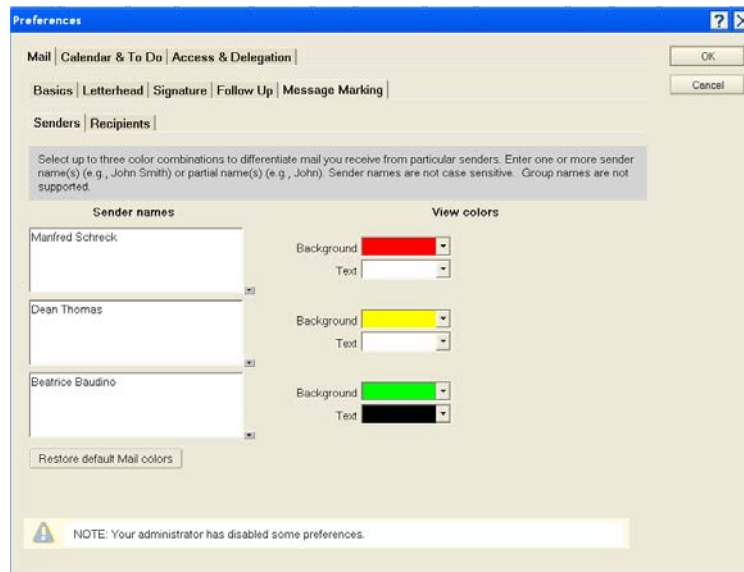 Preferences
Mail Calendar & To Do Access & Delegation
OK
Basics Letterhead Signature Follow Up Message Marking
Cancel
Senders Recipients
Select up to three color combinations to differentiate mail you receive from particular senders. Enter one or more sender
name(s) (e.g., John Smith) or partial name(s) (e.g., John). Sender names are not case sensitive. Group names are not
supported.
Sender names
View colors
Manfred Schreck
Background
Text
Dean Thomas
Background
Text
Beatrice Baudino
Background
Text
Restore default Mail colors
NOTE: Your administrator has disabled some preferences.